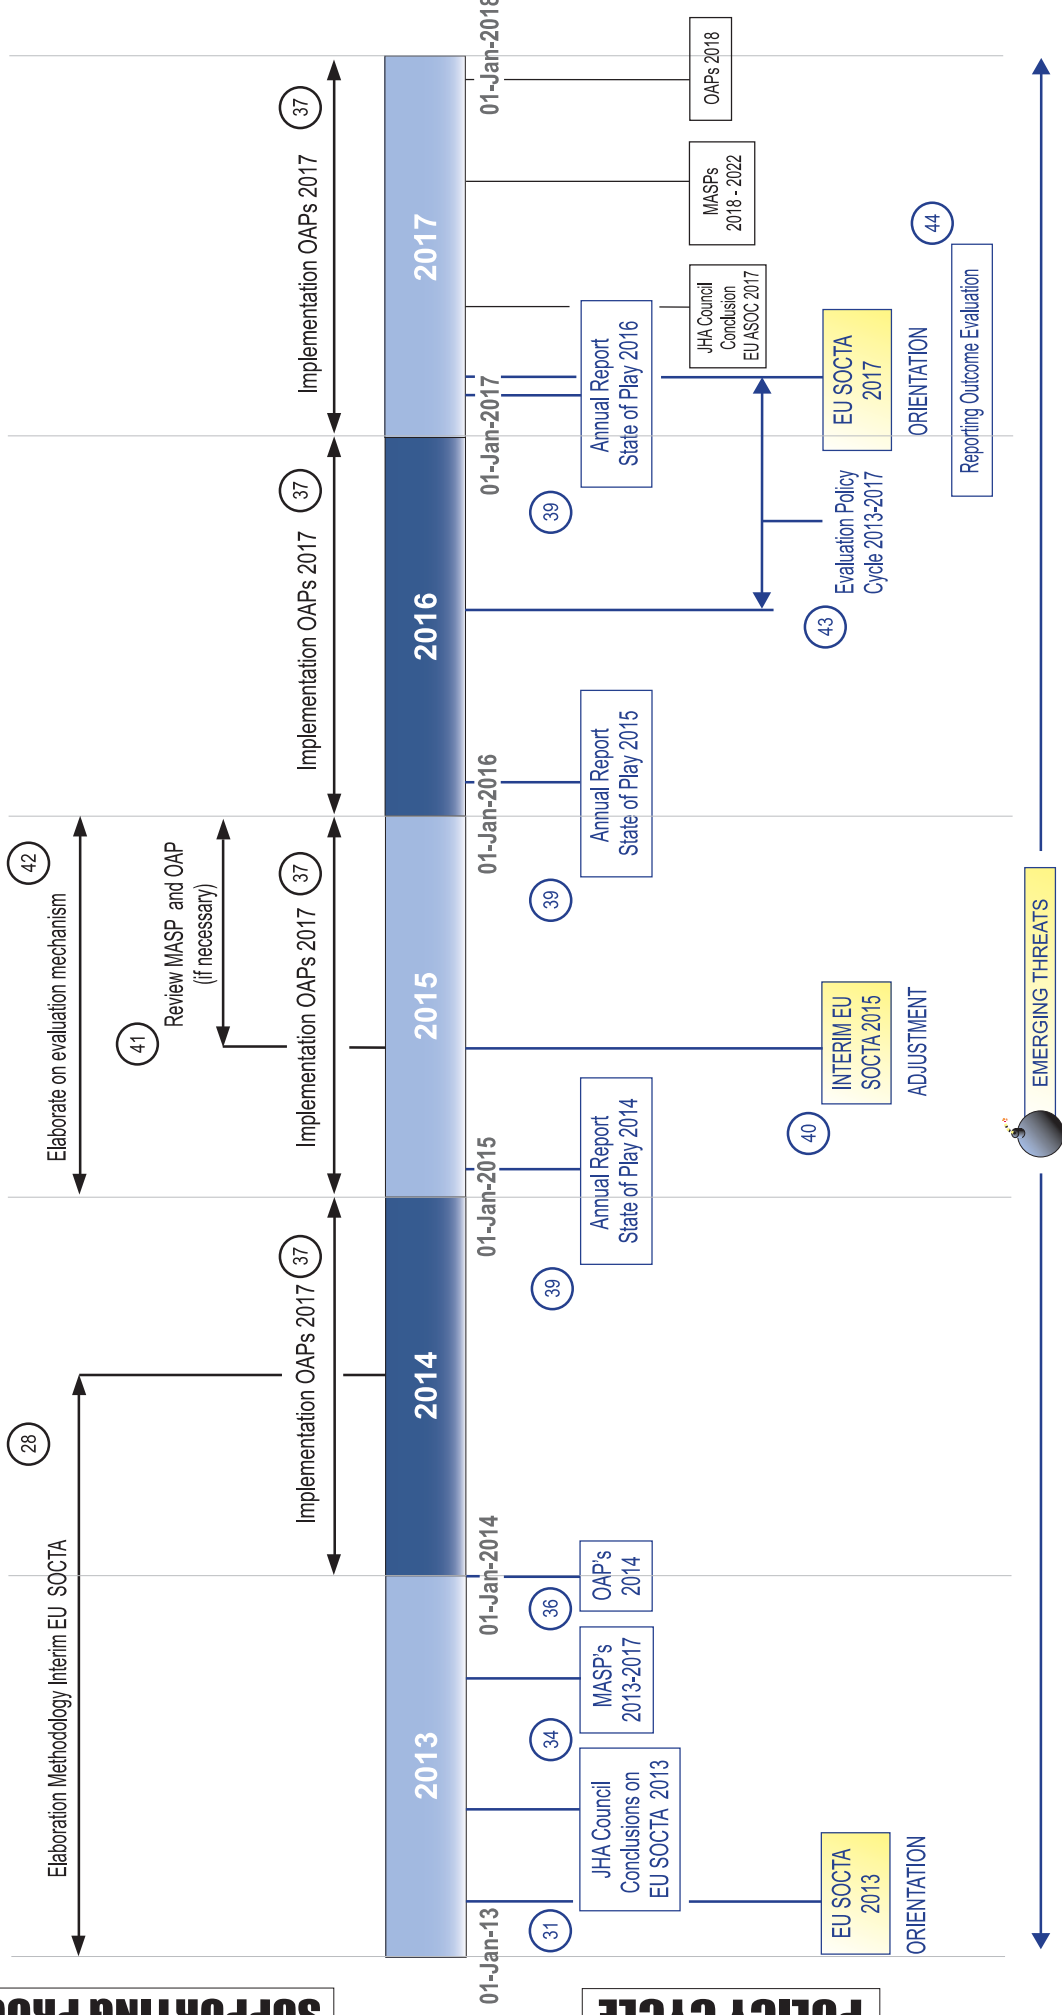 28
Elaboration Methodology Interim EU SOCTA
42
Elaborate on evaluation mechanism
41
Review MASP and OAP
(if necessary)
Implementation OAPs 2017
37
Implementation OAPs 2017
37
Implementation OAPs 2017
37
Implementation OAPs 2017
37
2013
2014
2015
2016
2017
01-Jan-13
01-Jan-2014
01-Jan-2015
01-Jan-2016
01-Jan-2017
01-Jan-2018
31
JHA Council
Conclusions on
EU SOCTA 2013
34
MASP's
2013-2017
36
OAP's
2014
39
Annual Report
State of Play 2014
39
Annual Report
State of Play 2015
39
Annual Report
State of Play 2016
JHA Council
Conclusion
EU ASOC 2017
MASPs
2018 - 2022
OAPs 2018
EU SOCTA
2013
ORIENTATION
40
INTERIM EU
SOCTA 2015
ADJUSTMENT
43
Evaluation Policy
Cycle 2013-2017
EU SOCTA
2017
ORIENTATION
44
Reporting Outcome Evaluation
EMERGING THREATS
SUPPORTING
POLICY CYCLE